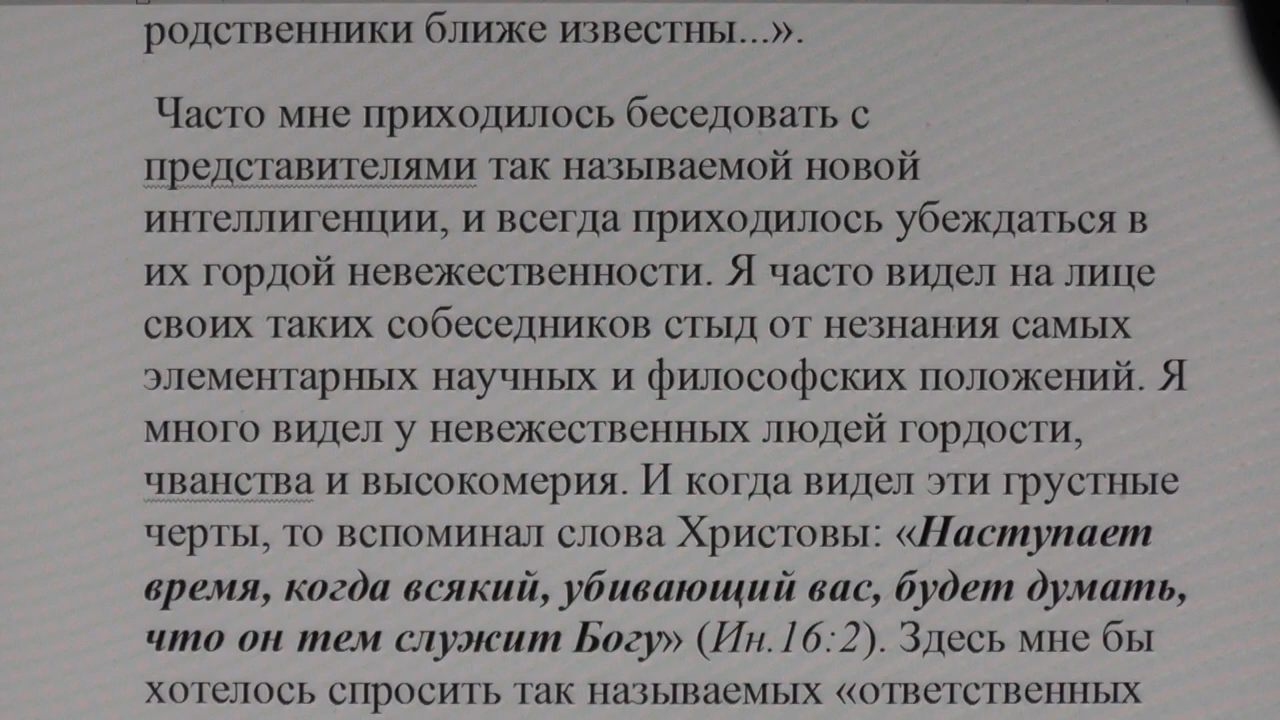 родственники ближе известны...».
Часто мне приходилось беседовать с
представителями так называемой новой
интеллигенции, и всегда приходилось убеждаться в
их гордой невежественности. Я часто видел на лице
своих таких собеседников стыд от незнания самых
элементарных научных и философских положений. Я
много видел у невежественных людей гордости,
чванства и высокомерия. И когда видел эти грустные
черты, то вспоминал слова Христовы: «Наступает
время, когда всякий, убивающий вас, будет думать,
что он тем служит Богу» (Ин.16:2). Здесь мне бы
хотелось спросить так называемых «ответственных